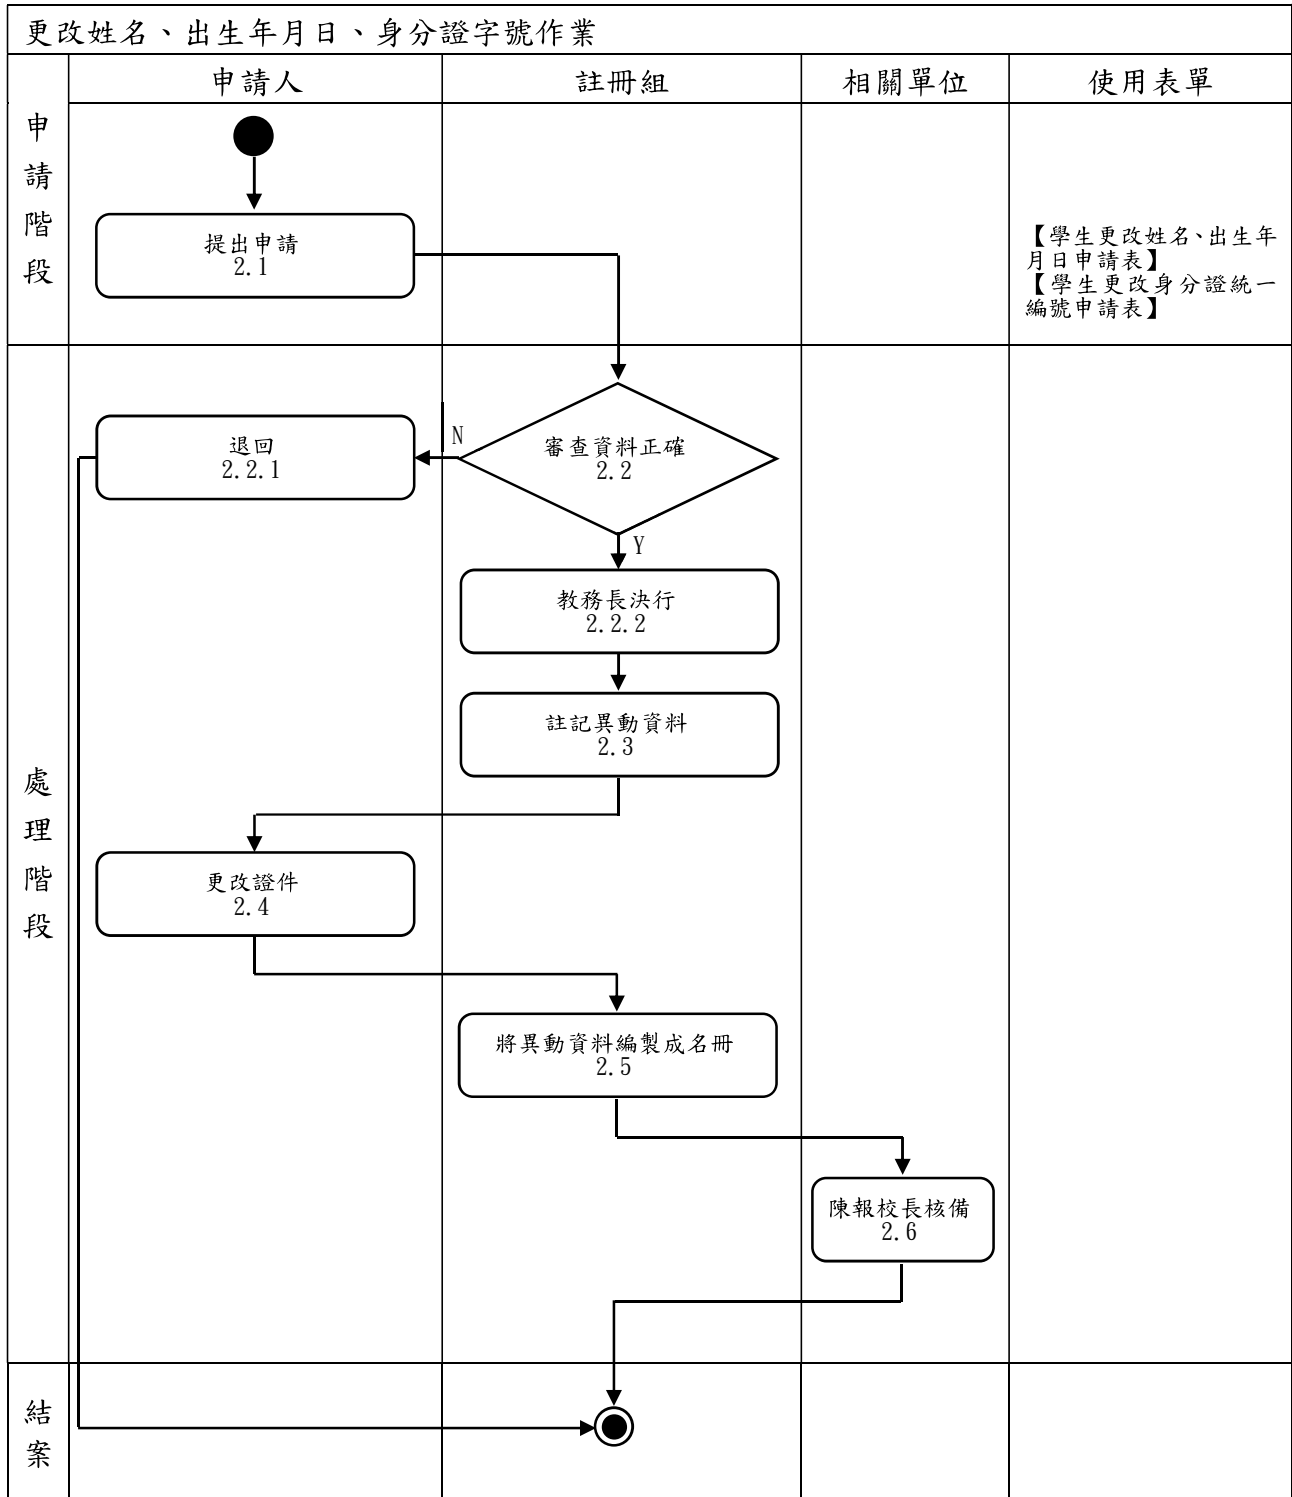 更改姓名、出生年月日、身分證字號作業
申請人
註冊組
相關單位
使用表單
申請階段
提出申請
2.1
【學生更改姓名、出生年
月日申請表】
【學生更改身分證統一
編號申請表】
處理階段
退回
2.2.1
N
審查資料正確
2.2
Y
教務長決行
2.2.2
註記異動資料
2.3
更改證件
2.4
將異動資料編製成名冊
2.5
陳報校長核備
2.6
結案